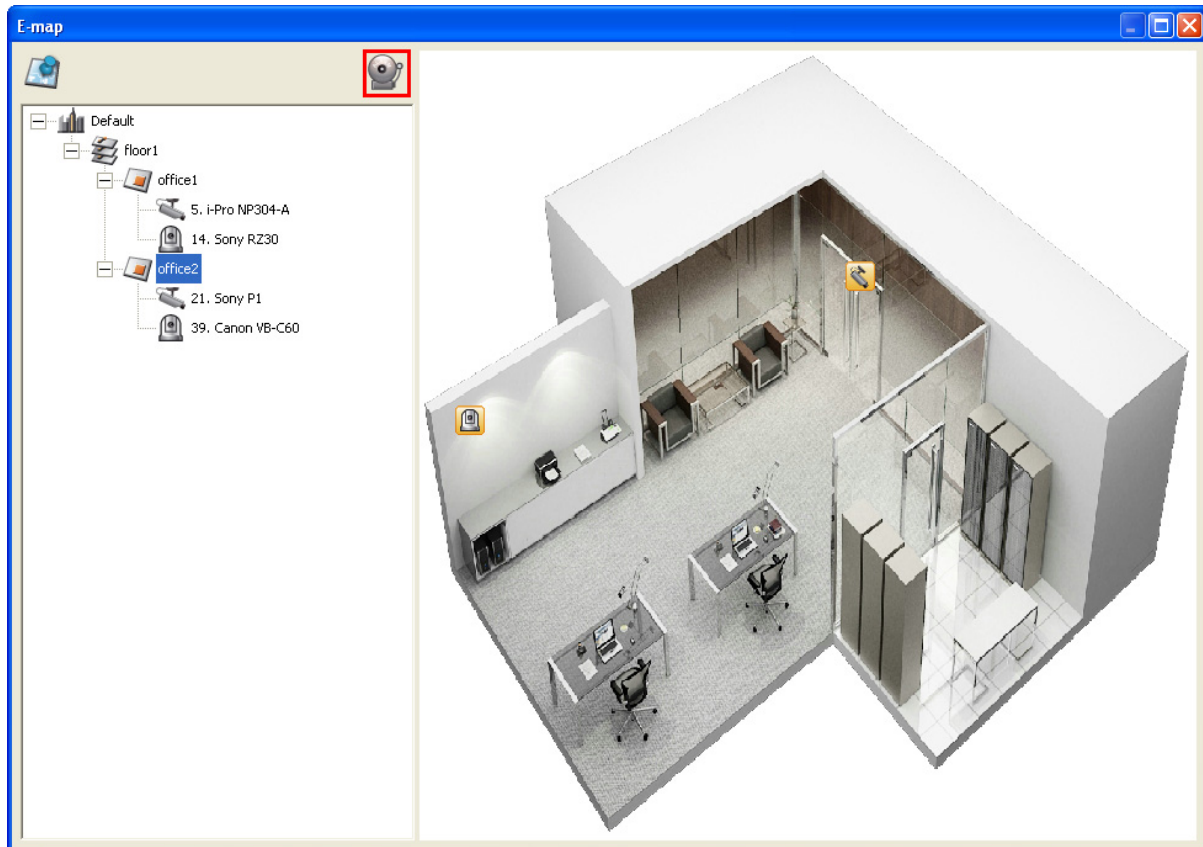 E-map
Default
floor1
office1
5. i-Pro NP304-A
14. Sony RZ30
office2
21. Sony P1
39. Canon VB-C60